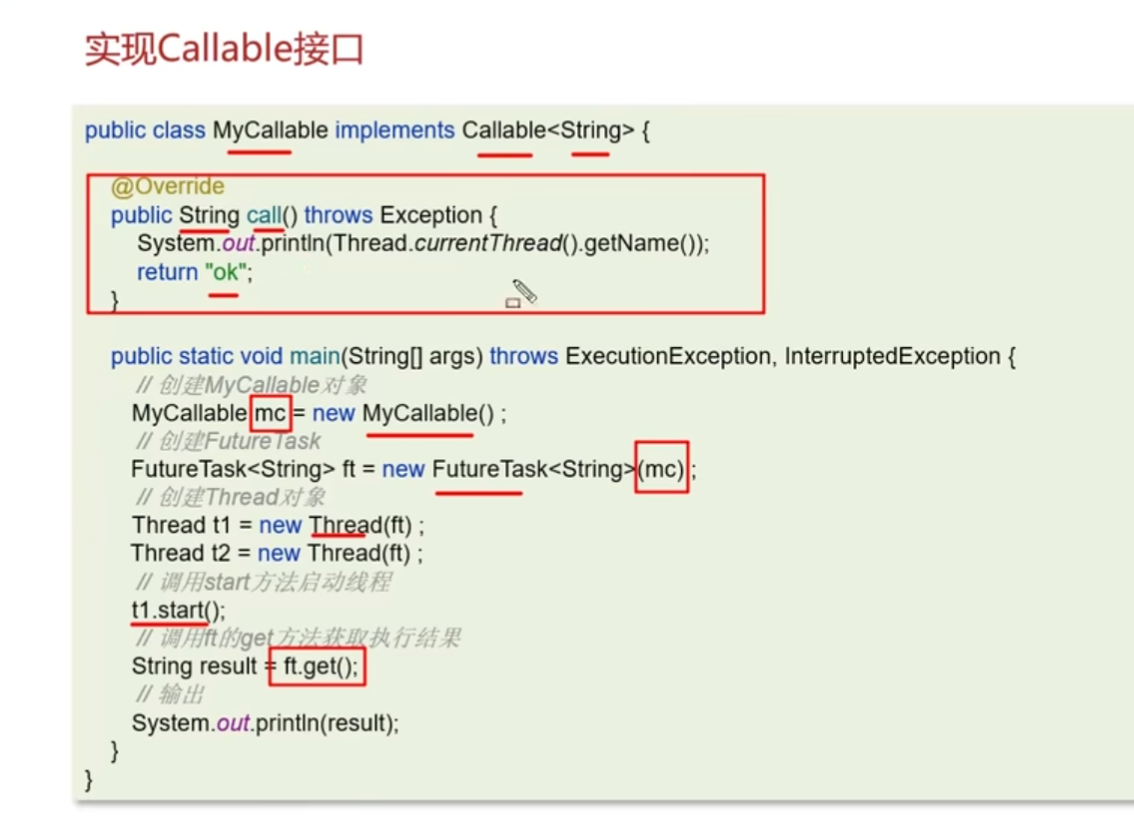 实现Callable接口
public class MyCallable implements Callable<String> {
@Override
public String call() throws Exception {
System.out.println(Thread.currentThread().getName());
return "ok";
}
public static void main(String[] args) throws ExecutionException, InterruptedException {
// 创建MyCallable对象
MyCallable mc = new MyCallable() ;
// 创建FutureTask
FutureTask<String> ft = new FutureTask<String>(mc) ;
// 创建Thread对象
Thread t1 = new Thread(ft) ;
Thread t2 = new Thread(ft) ;
// 调用start方法启动线程
t1.start();
// 调用ft的get方法获取执行结果
String result = ft.get();
// 输出
System.out.println(result);
}
}